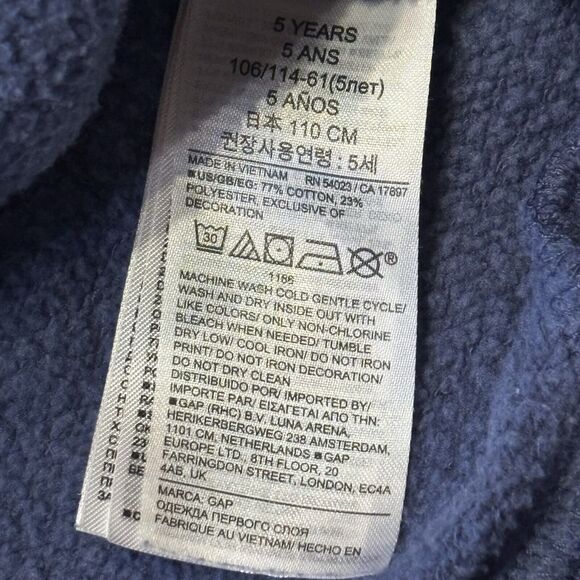 5 YEARS
5 ANS
106/114-61(5лет)
5 AÑOS
日本 110 CM
권장사용연령 : 5세
MADE IN VIETNAM RN 54023 / CA 17897
■US/GB/EG: 77% COTTON, 23%
POLYESTER, EXCLUSIVE OF
DECORATION
30
®
1166
MACHINE WASH COLD GENTLE CYCLE/
WASH AND DRY INSIDE OUT WITH
LIKE COLORS/ ONLY NON-CHLORINE
BLEACH WHEN NEEDED/ TUMBLE
DRY LOW/ COOL IRON/ DO NOT IRON
PRINT/ DO NOT IRON DECORATION/
DO NOT DRY CLEAN
DISTRIBUIDO POR/ IMPORTED BY/
IMPORTE PAR/ ΕΙΣΑΓΕΤΑΙ ΑΠΟ ΤΗΝ:
■GAP (RHC) B.V. LUNA ARENA,
HERIKERBERGWEG 238 AMSTERDAM,
1101 CM, NETHERLANDS ■ GAP
EUROPE LTD., 8TH FLOOR, 20
FARRINGDON STREET, LONDON, EC4A
4AB, UK
MARCA: GAP
ОДЕЖДА ПЕРВОГО СЛОЯ
FABRIQUE AU VIETNAM/ HECHO EN